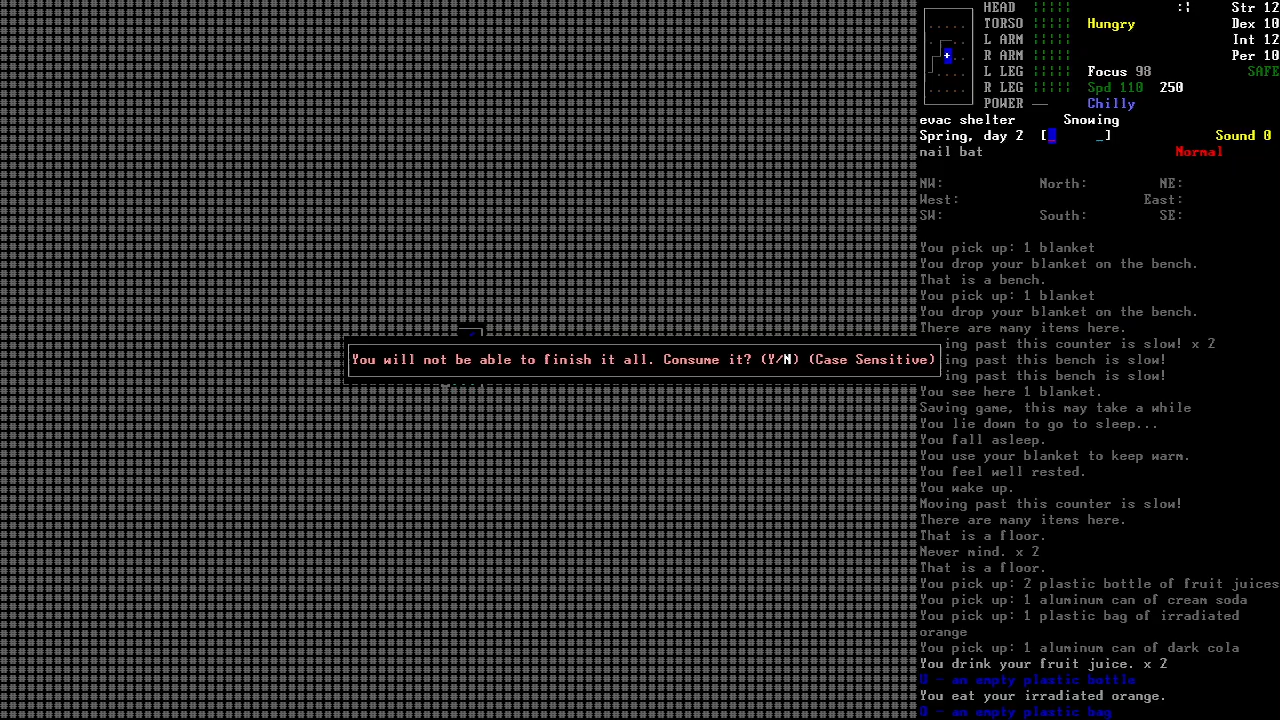 HEAD :; Str 12
TORSO Hungry Dex 10
L ARM Int 12
R ARM Per 10
L LEG Focus 98 SAFE
R LEG Spd 110 250
POWER -- Chilly
evac shelter Snowing
Spring, day 2 [_ _] Sound 0
nail bat Normal
NW: North: NE:
West: East:
SW: South: SE:
You pick up: 1 blanket
You drop your blanket on the bench.
That is a bench.
You pick up: 1 blanket
You drop your blanket on the bench.
There are many items here.
ing past this counter is slow! x 2
You will not be able to finish it all. Consume it? (Y/N) (Case Sensitive)
ing past this bench is slow!
ing past this bench is slow!
You see here 1 blanket.
Saving game, this may take a while
You lie down to go to sleep...
You fall asleep.
You use your blanket to keep warm.
You feel well rested.
You wake up.
Moving past this counter is slow!
There are many items here.
That is a floor.
Never mind. x 2
That is a floor.
You pick up: 2 plastic bottle of fruit juices
You pick up: 1 aluminum can of cream soda
You pick up: 1 plastic bag of irradiated
orange
You pick up: 1 aluminum can of dark cola
You drink your fruit juice. x 2
- an empty plastic bottle
You eat your irradiated orange.
- an empty plastic bag